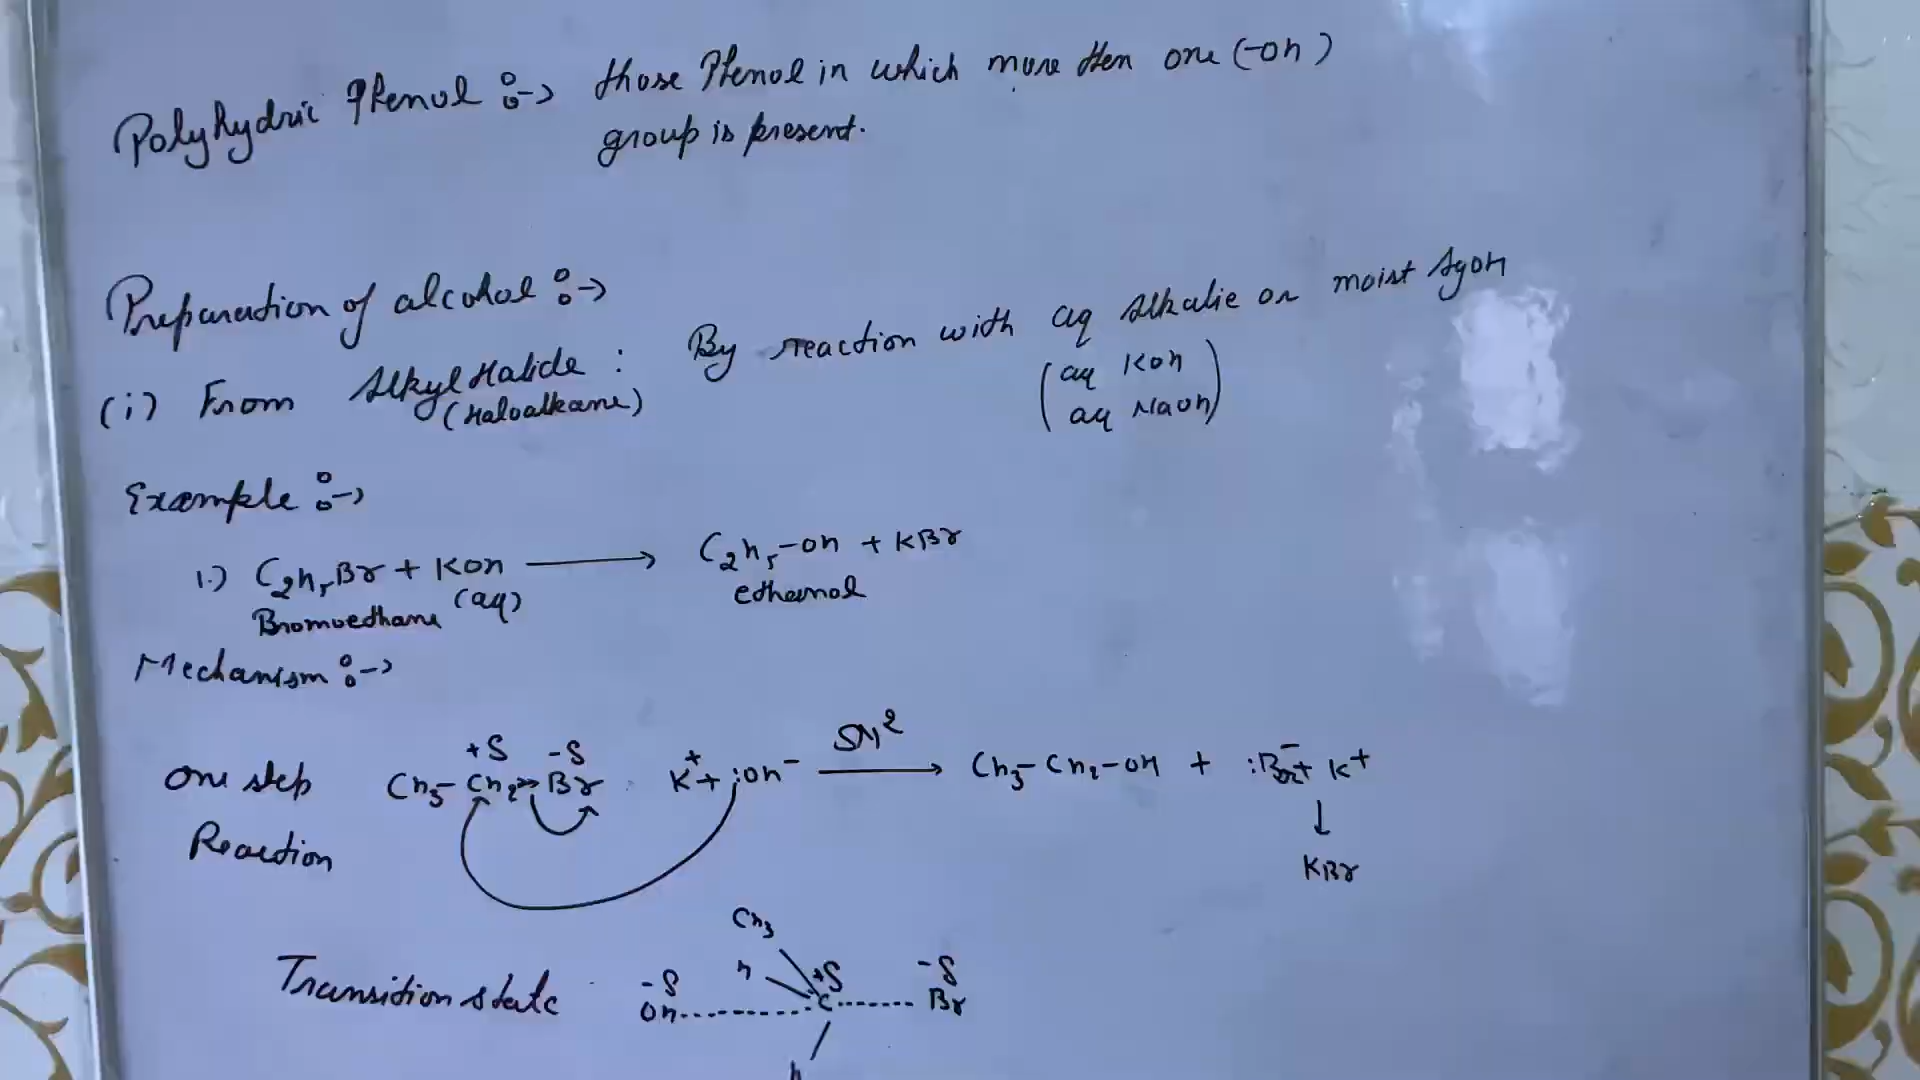 Polyhydric Phenol :-> those Phenol in which more then one (-OH)
group is present.
Preparation of alcohol :->
(i) From Alkyl Halide : By reaction with aq Alkalie or moist AgOH
(Haloalkane)
(aq KOH
aq NaOH)
Example :->
1.) C2H5Br + KOH ⟶ C2H5-OH + KBr
Bromoethane (aq) ethanol
Mechanism :->
One step Reaction
+δ -δ
CH3-CH2-Br K+ + :OH- SN2 ⟶ CH3-CH2-OH + :Br- + K+
↓
KBr
Transition state
CH3
H
-δ +δ -δ
OH------C------Br
H